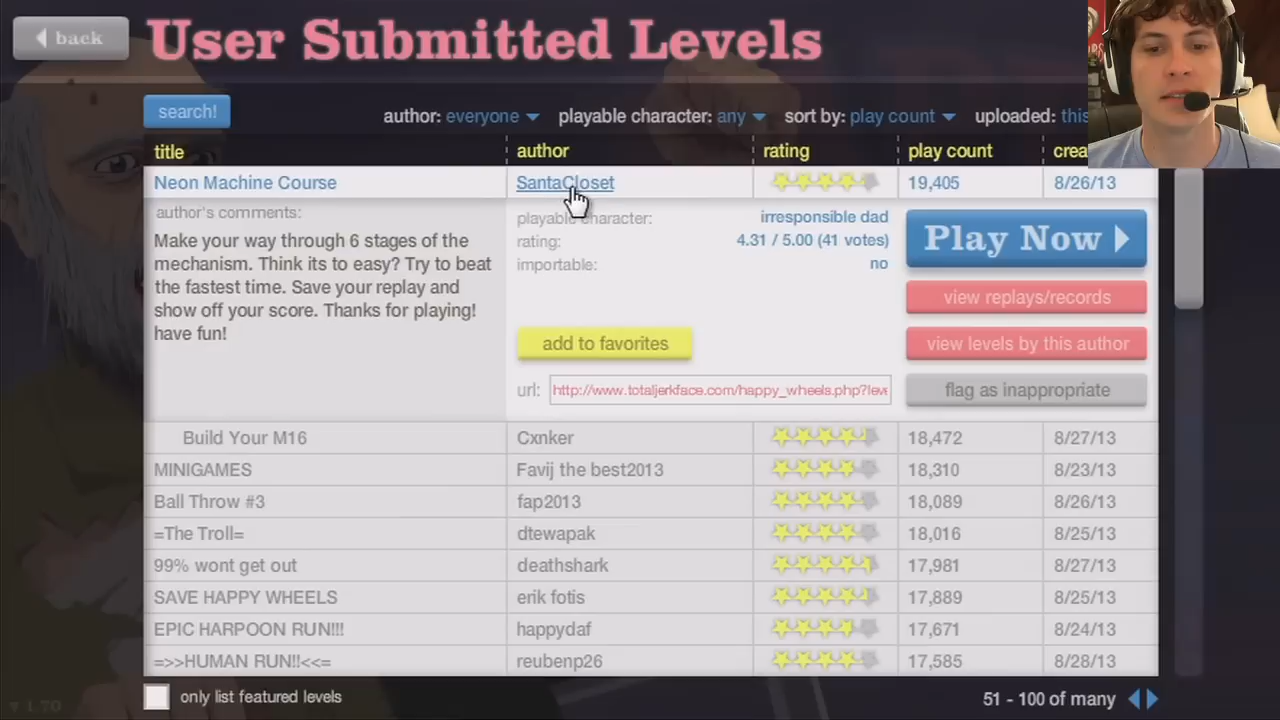 back
User Submitted Levels
search!
author: everyone
playable character: any
sort by: play count
uploaded: this
title
author
rating
play count
crea
Neon Machine Course
SantaCloset
19,405
8/26/13
author's comments:
Make your way through 6 stages of the
mechanism. Think its to easy? Try to beat
the fastest time. Save your replay and
show off your score. Thanks for playing!
have fun!
playable character:
irresponsible dad
rating:
4.31 / 5.00 (41 votes)
importable:
no
add to favorites
url:
http://www.totaljerkface.com/happy_wheels.php?leve
Play Now
view replays/records
view levels by this author
flag as inappropriate
Build Your M16
Cxnker
18,472
8/27/13
MINIGAMES
Favij the best2013
18,310
8/23/13
Ball Throw #3
fap2013
18,089
8/26/13
=The Troll=
dtewapak
18,016
8/25/13
99% wont get out
deathshark
17,981
8/27/13
SAVE HAPPY WHEELS
erik fotis
17,889
8/25/13
EPIC HARPOON RUN!!!
happydaf
17,671
8/24/13
=>>HUMAN RUN!!<<=
reubenp26
17,585
8/28/13
only list featured levels
51 - 100 of many
v 1.70